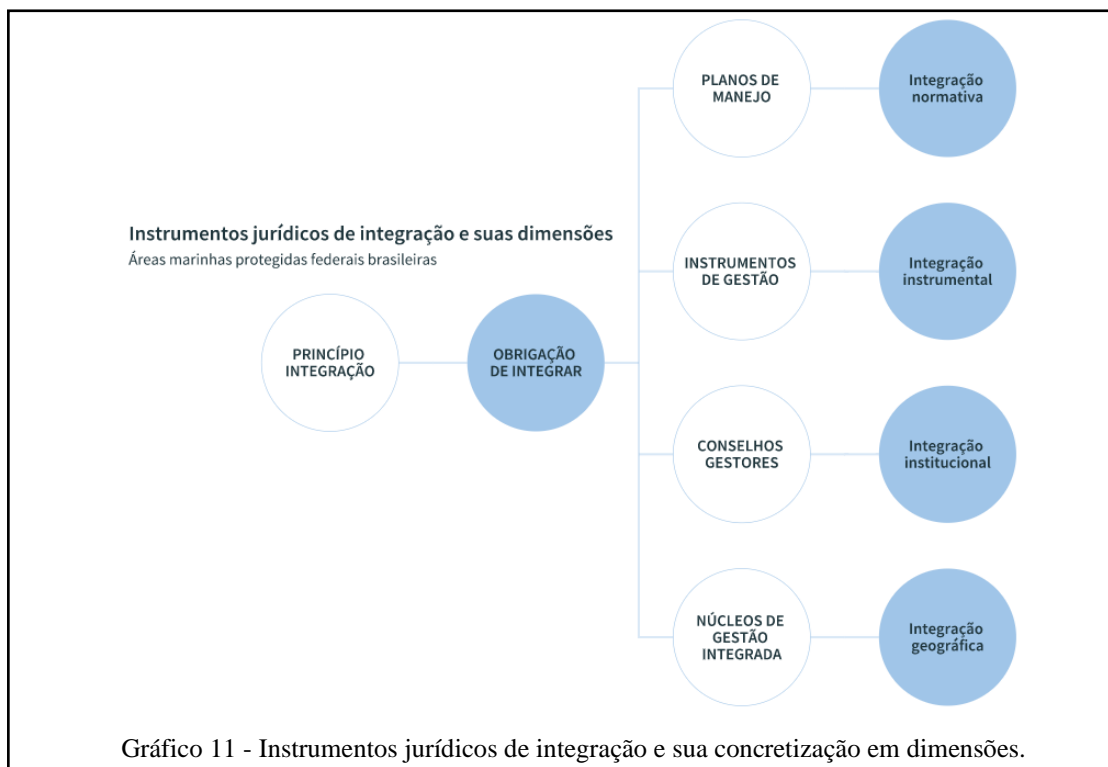 Instrumentos jurídicos de integração e suas dimensões
Áreas marinhas protegidas federais brasileiras
PRINCÍPIO
INTEGRAÇÃO
OBRIGAÇÃO
DE INTEGRAR
PLANOS DE
MANEJO
Integração
normativa
INSTRUMENTOS
DE GESTÃO
Integração
instrumental
CONSELHOS
GESTORES
Integração
institucional
NÚCLEOS DE
GESTÃO
INTEGRADA
Integração
geográfica
Gráfico 11 - Instrumentos jurídicos de integração e sua concretização em dimensões.